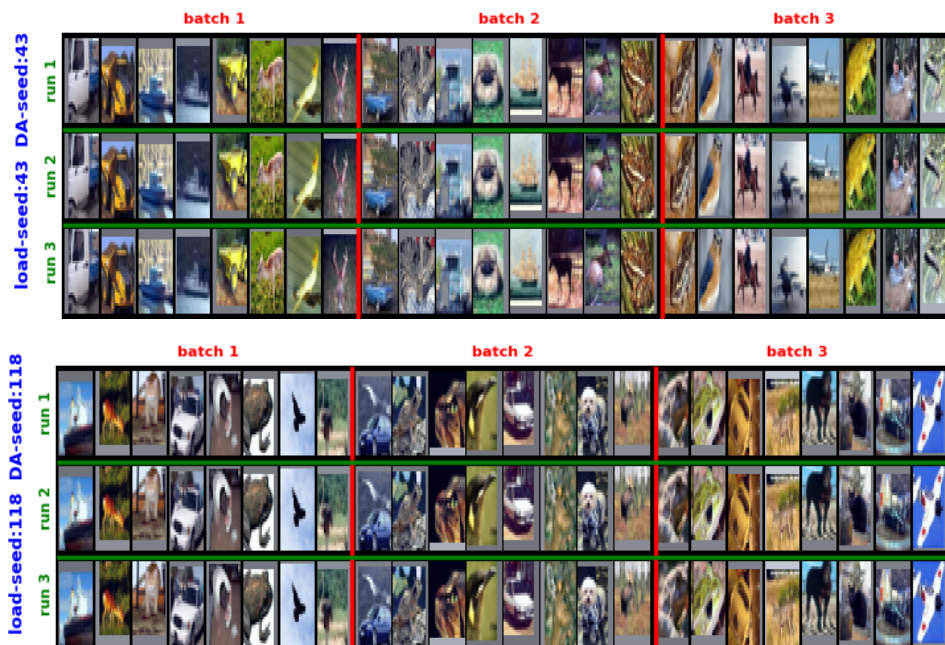 batch 1 batch 2 batch 3
load-seed:43 DA-seed:43
run 1
run 2
run 3
batch 1 batch 2 batch 3
load-seed:118 DA-seed:118
run 1
run 2
run 3